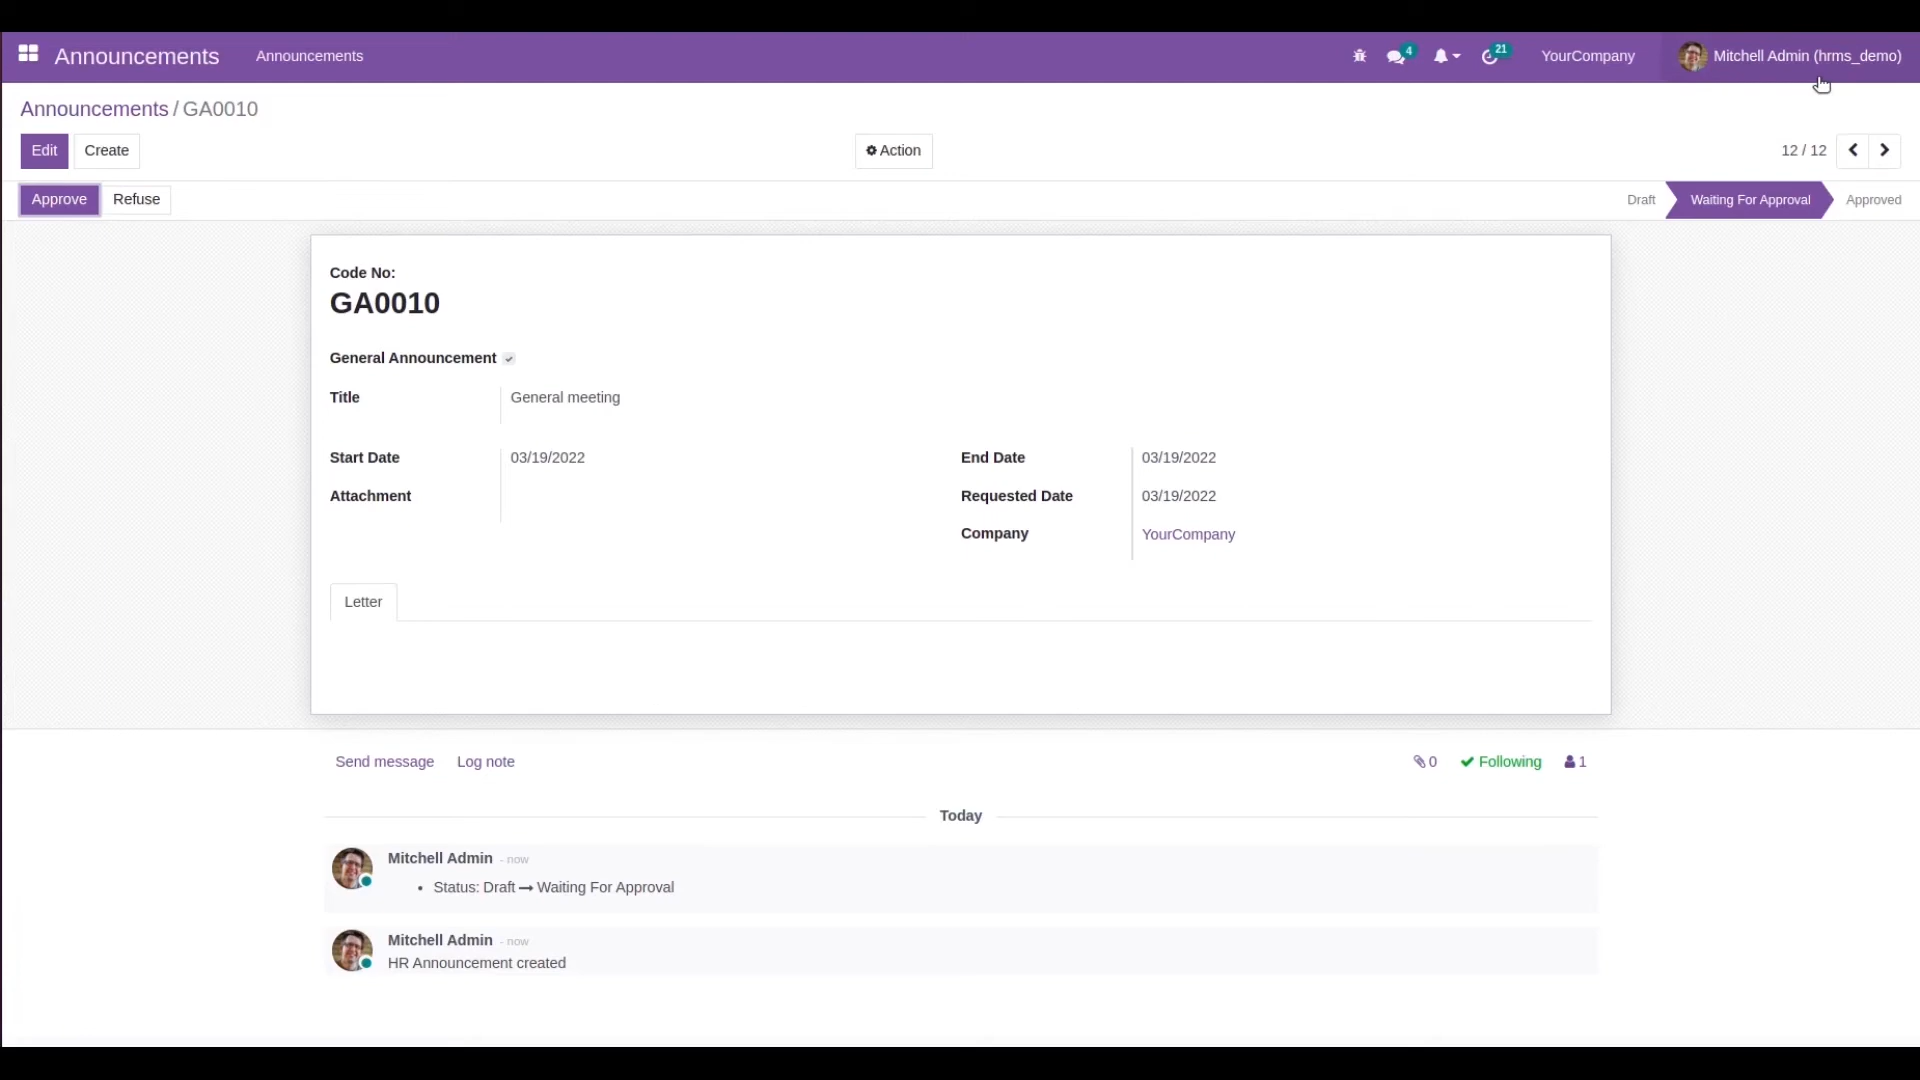 Announcements Announcements 4 21 YourCompany Mitchell Admin (hrms_demo)
Announcements / GA0010
Edit Create Action 12 / 12
Approve Refuse Draft Waiting For Approval Approved
Code No:
GA0010
General Announcement
Title General meeting
Start Date 03/19/2022 End Date 03/19/2022
Attachment Requested Date 03/19/2022
Company YourCompany
Letter
Send message Log note 0 Following 1
Today
Mitchell Admin - now
• Status: Draft → Waiting For Approval
Mitchell Admin - now
HR Announcement created